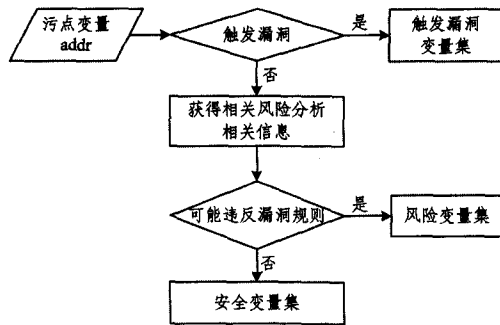 污点变量
addr
触发漏洞
是
触发漏洞
变量集
否
获得相关风险分析
相关信息
可能违反漏洞规则
是
风险变量集
否
安全变量集